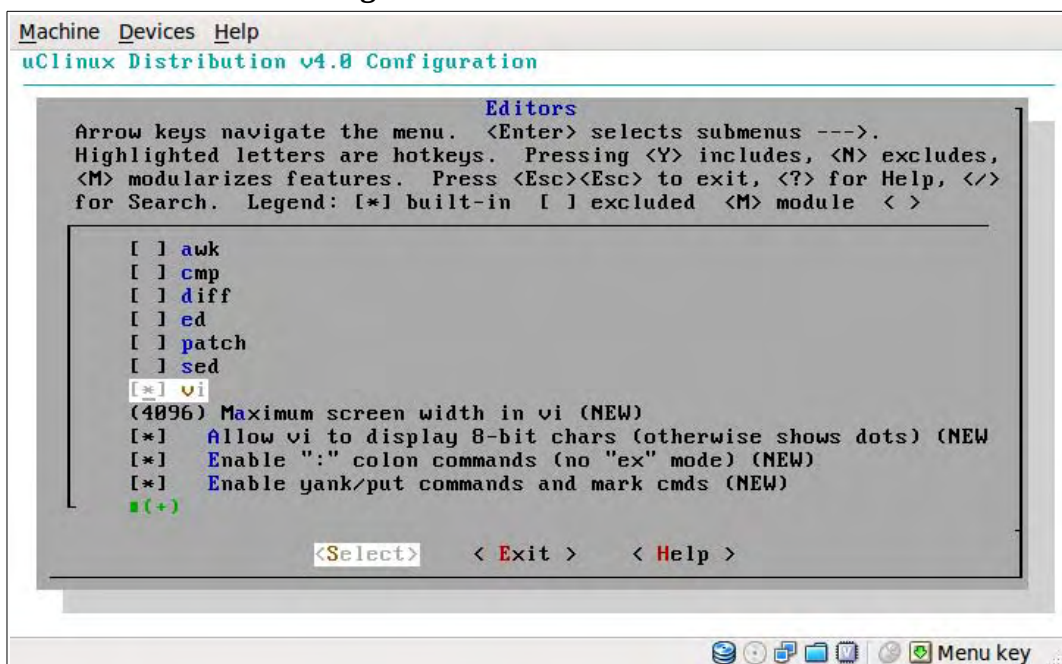 Machine Devices Help
uClinux Distribution v4.0 Configuration
Editors
Arrow keys navigate the menu. <Enter> selects submenus --->.
Highlighted letters are hotkeys. Pressing <Y> includes, <N> excludes,
<M> modularizes features. Press <Esc><Esc> to exit, <?> for Help, </>
for Search. Legend: [*] built-in [ ] excluded <M> module < >
[ ] awk
[ ] cmp
[ ] diff
[ ] ed
[ ] patch
[ ] sed
[*] vi
(4096) Maximum screen width in vi (NEW)
[*] Allow vi to display 8-bit chars (otherwise shows dots) (NEW
[*] Enable ":" colon commands (no "ex" mode) (NEW)
[*] Enable yank/put commands and mark cmds (NEW)
(+)
<Select> < Exit > < Help >
Menu key